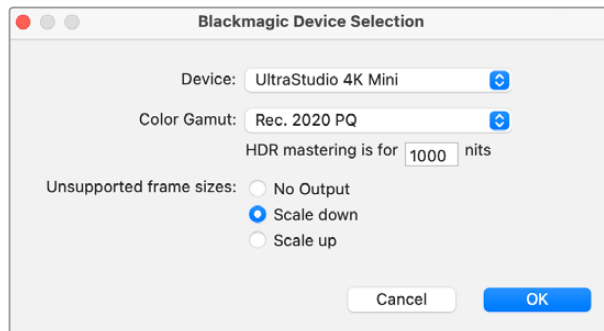 Blackmagic Device Selection
Device: UltraStudio 4K Mini
Color Gamut: Rec. 2020 PQ
HDR mastering is for 1000 nits
Unsupported frame sizes: No Output
Scale down
Scale up
Cancel OK